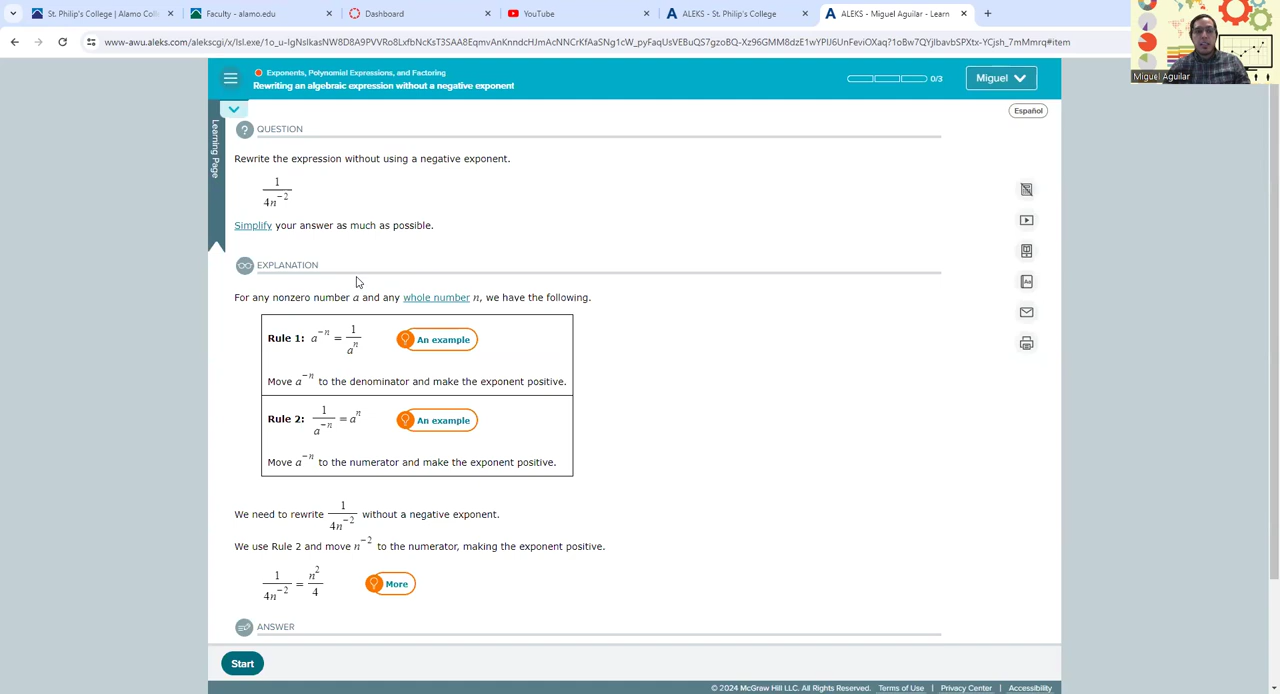 St. Philip's College | Alamo Coll
Faculty - alamo.edu
Dashboard
YouTube
ALEKS - St. Philip's College
ALEKS - Miguel Aguilar - Learn
Exponents, Polynomial Expressions, and Factoring
Rewriting an algebraic expression without a negative exponent
0/3
Miguel
Miguel Aguilar
Español
Learning Page
QUESTION
Rewrite the expression without using a negative exponent.
1
4n⁻²
Simplify your answer as much as possible.
EXPLANATION
For any nonzero number a and any whole number n, we have the following.
Rule 1: a⁻ⁿ = 1/aⁿ An example
Move a⁻ⁿ to the denominator and make the exponent positive.
Rule 2: 1/a⁻ⁿ = aⁿ An example
Move a⁻ⁿ to the numerator and make the exponent positive.
We need to rewrite 1/4n⁻² without a negative exponent.
We use Rule 2 and move n⁻² to the numerator, making the exponent positive.
1/4n⁻² = n²/4 More
ANSWER
Start
© 2024 McGraw Hill LLC. All Rights Reserved. Terms of Use | Privacy Center | Accessibility